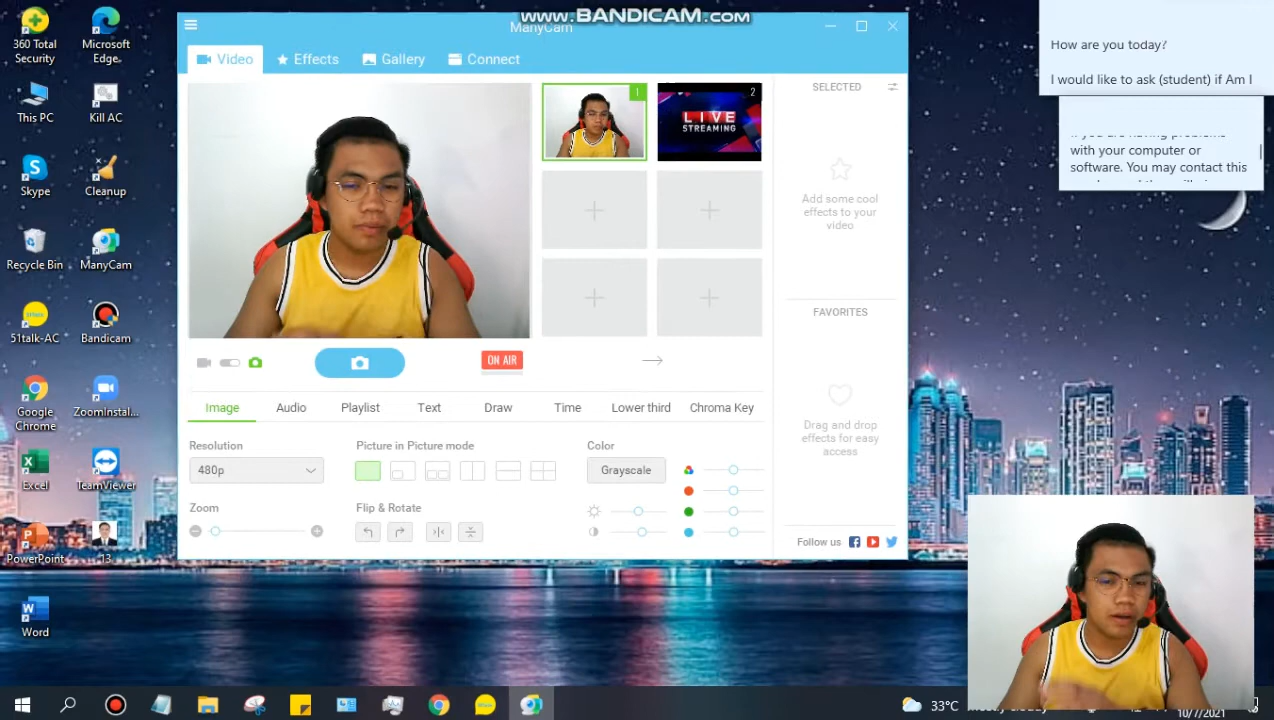 www.BANDICAM.com
ManyCam
How are you today?
I would like to ask (student) if Am I
with your computer or
software. You may contact this
360 Total
Security
Microsoft
Edge
This PC
Kill AC
Skype
Cleanup
Recycle Bin
ManyCam
51talk-AC
Bandicam
Google
Chrome
ZoomInstal...
Excel
TeamViewer
PowerPoint
13
Word
Video
Effects
Gallery
Connect
1
2
LIVE
STREAMING
SELECTED
Add some cool
effects to your
video
FAVORITES
Drag and drop
effects for easy
access
Follow us
ON AIR
Image
Audio
Playlist
Text
Draw
Time
Lower third
Chroma Key
Resolution
480p
Zoom
Picture in Picture mode
Flip & Rotate
Color
Grayscale
33°C
10/7/2021